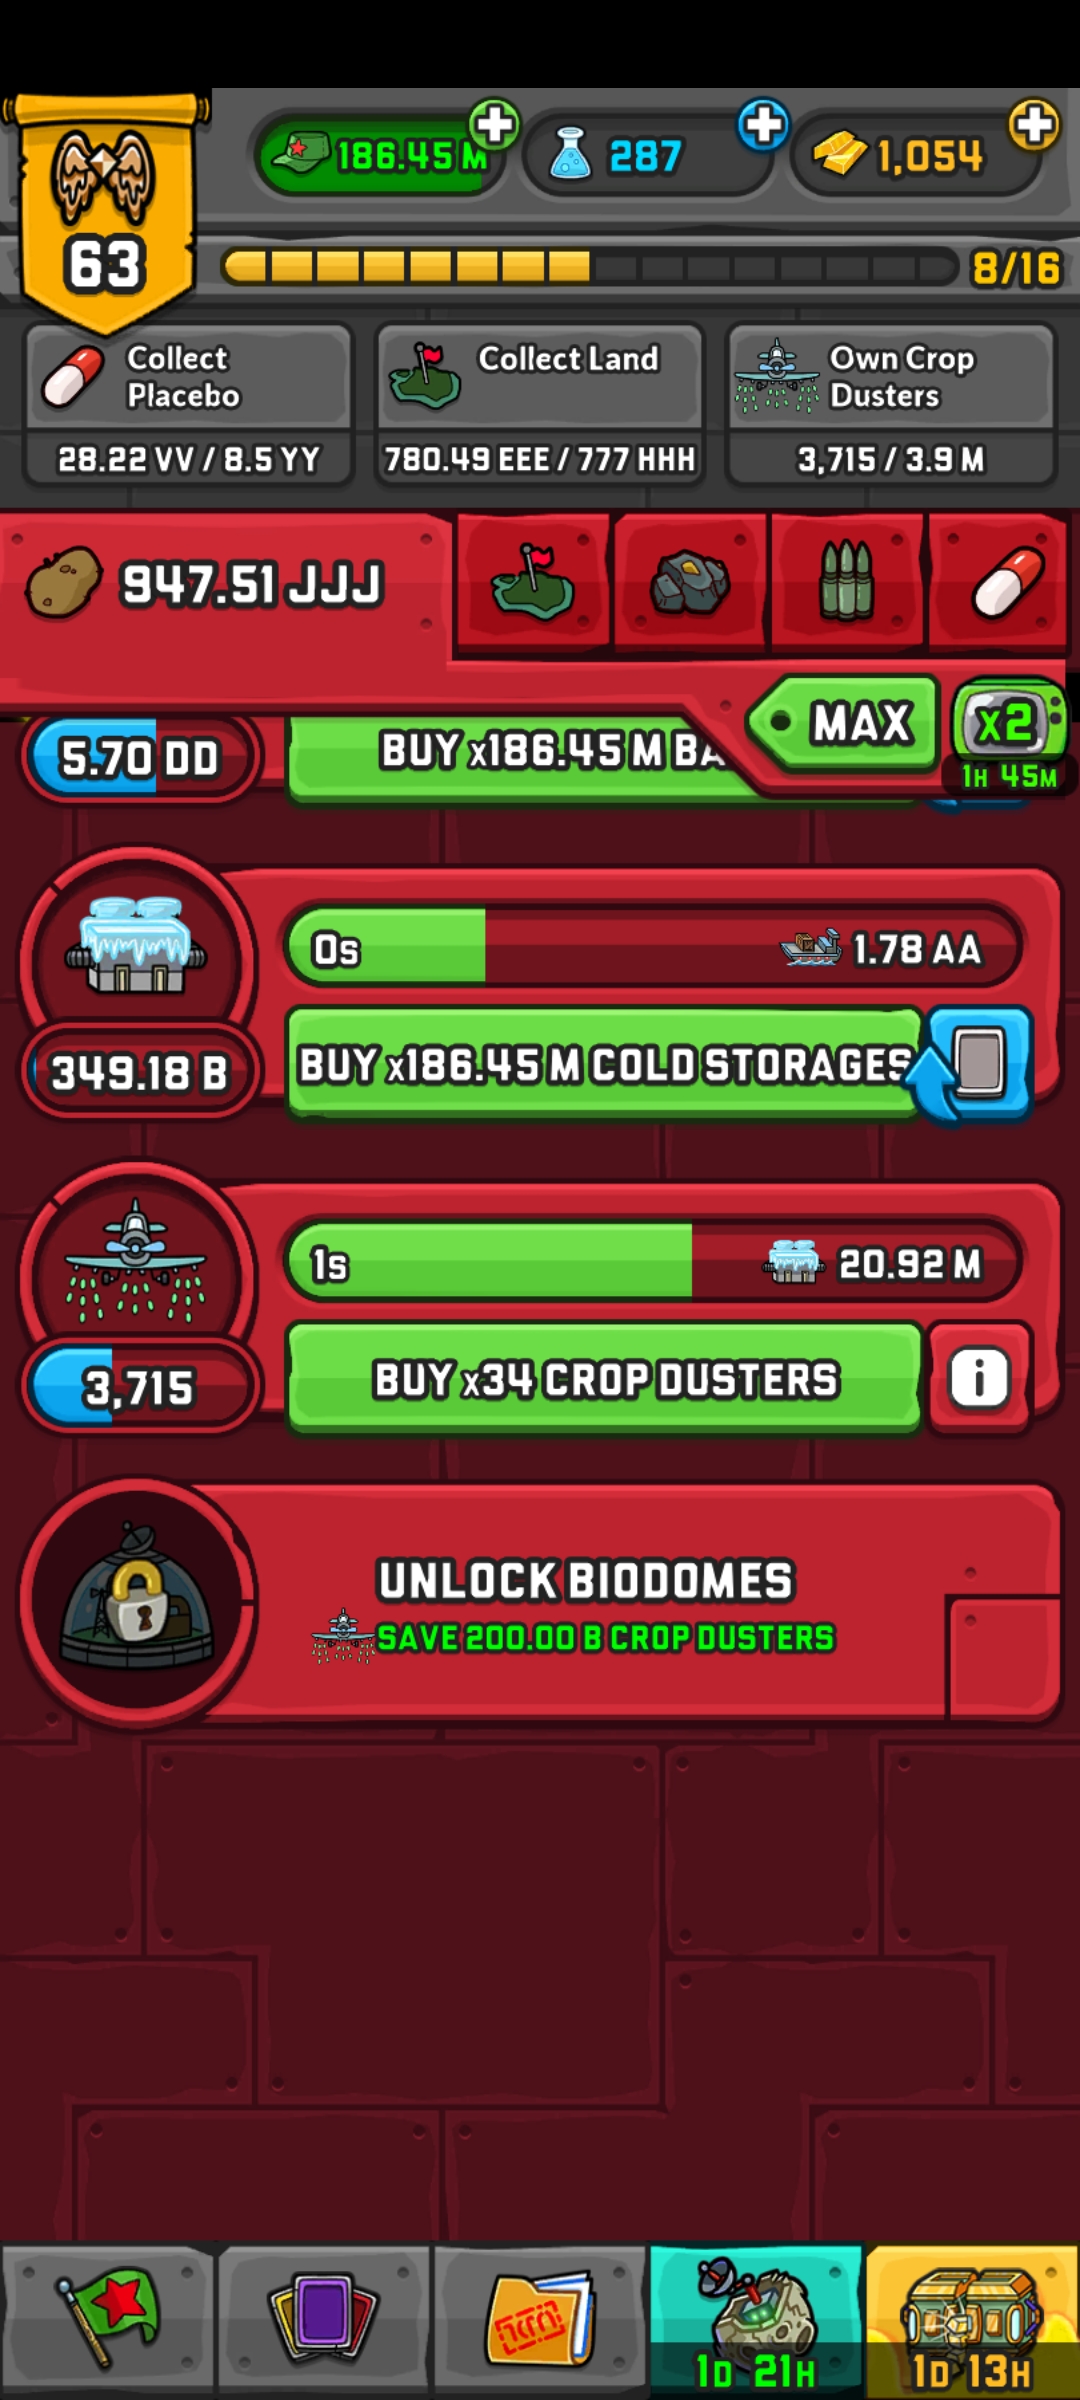 63
186.45 M
287
1,054
8/16
Collect
Placebo
28.22 VV / 8.5 YY
Collect Land
780.49 EEE / 777 HHH
Own Crop
Dusters
3,715 / 3.9 M
947.51 JJJ
MAX
x2
1H 45M
5.70 DD
BUY x186.45 M BA
0s
1.78 AA
349.18 B
BUY x186.45 M COLD STORAGES
1s
20.92 M
3,715
BUY x34 CROP DUSTERS
i
UNLOCK BIODOMES
SAVE 200.00 B CROP DUSTERS
1D 21H
1D 13H